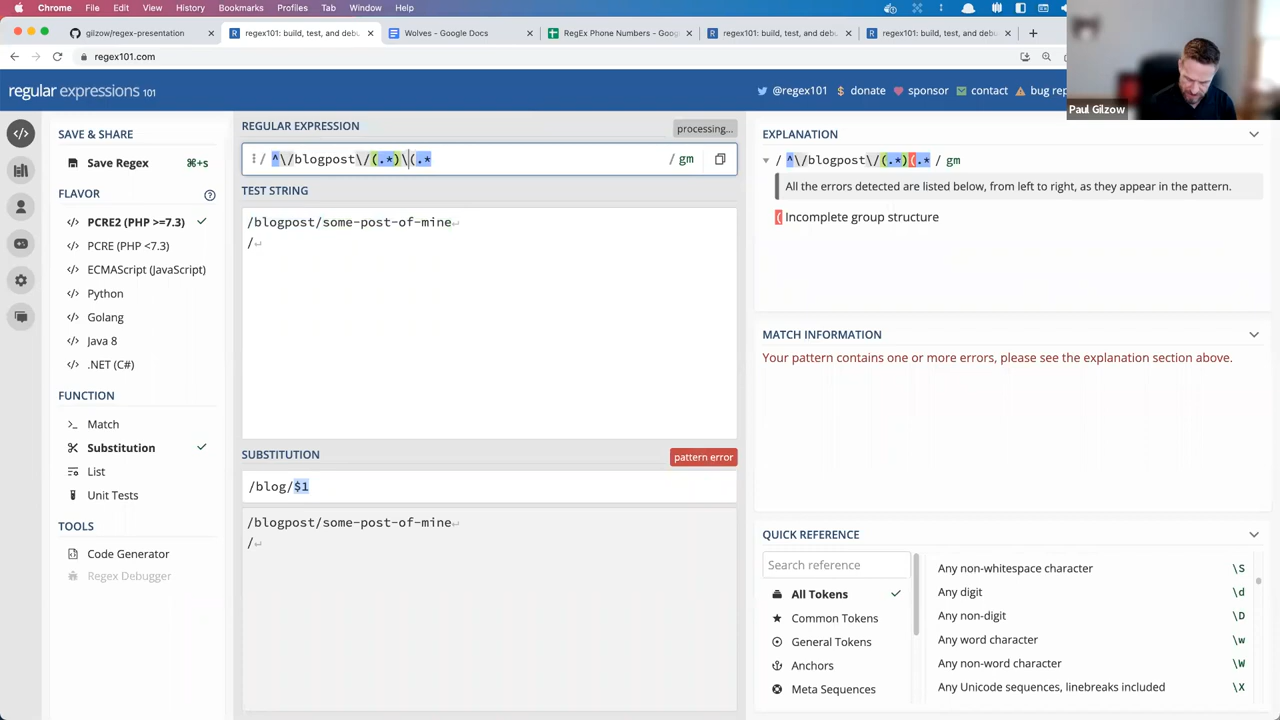 Chrome File Edit View History Bookmarks Profiles Tab Window Help
gilzow/regex-presentation
regex101: build, test, and debu
Wolves - Google Docs
RegEx Phone Numbers - Goog
regex101: build, test, and debu
regex101: build, test, and debu
regex101.com
regular expressions 101
@regex101
donate
sponsor
contact
bug rep
Paul Gilzow
SAVE & SHARE
Save Regex ⌘+s
FLAVOR
PCRE2 (PHP >=7.3)
PCRE (PHP <7.3)
ECMAScript (JavaScript)
Python
Golang
Java 8
.NET (C#)
FUNCTION
Match
Substitution
List
Unit Tests
TOOLS
Code Generator
Regex Debugger
REGULAR EXPRESSION
processing...
/ ^\/blogpost\/(.*)\(.* / gm
TEST STRING
/blogpost/some-post-of-mine↵
/↵
SUBSTITUTION
pattern error
/blog/$1
/blogpost/some-post-of-mine↵
/↵
EXPLANATION
/ ^\/blogpost\/(.*)(.* / gm
All the errors detected are listed below, from left to right, as they appear in the pattern.
( Incomplete group structure
MATCH INFORMATION
Your pattern contains one or more errors, please see the explanation section above.
QUICK REFERENCE
Search reference
All Tokens
Common Tokens
General Tokens
Anchors
Meta Sequences
Any non-whitespace character \S
Any digit \d
Any non-digit \D
Any word character \w
Any non-word character \W
Any Unicode sequences, linebreaks included \X